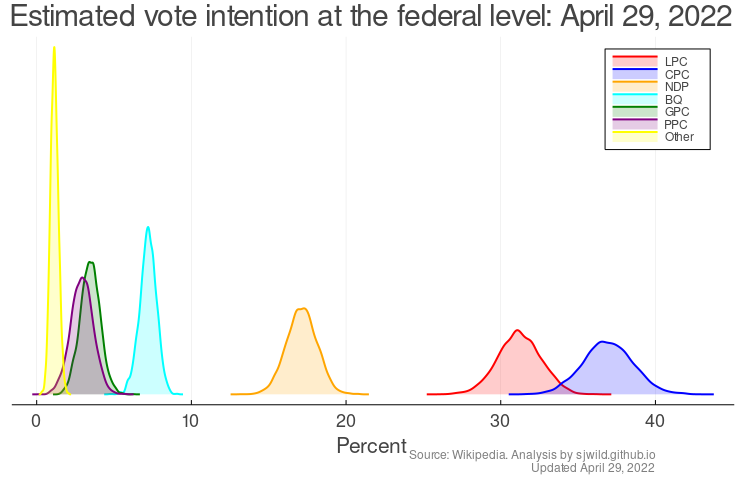 Estimated vote intention at the federal level: April 29, 2022
LPC
CPC
NDP
BQ
GPC
PPC
Other
0 10 20 30 40
Percent
Source: Wikipedia. Analysis by sjwild.github.io
Updated April 29, 2022